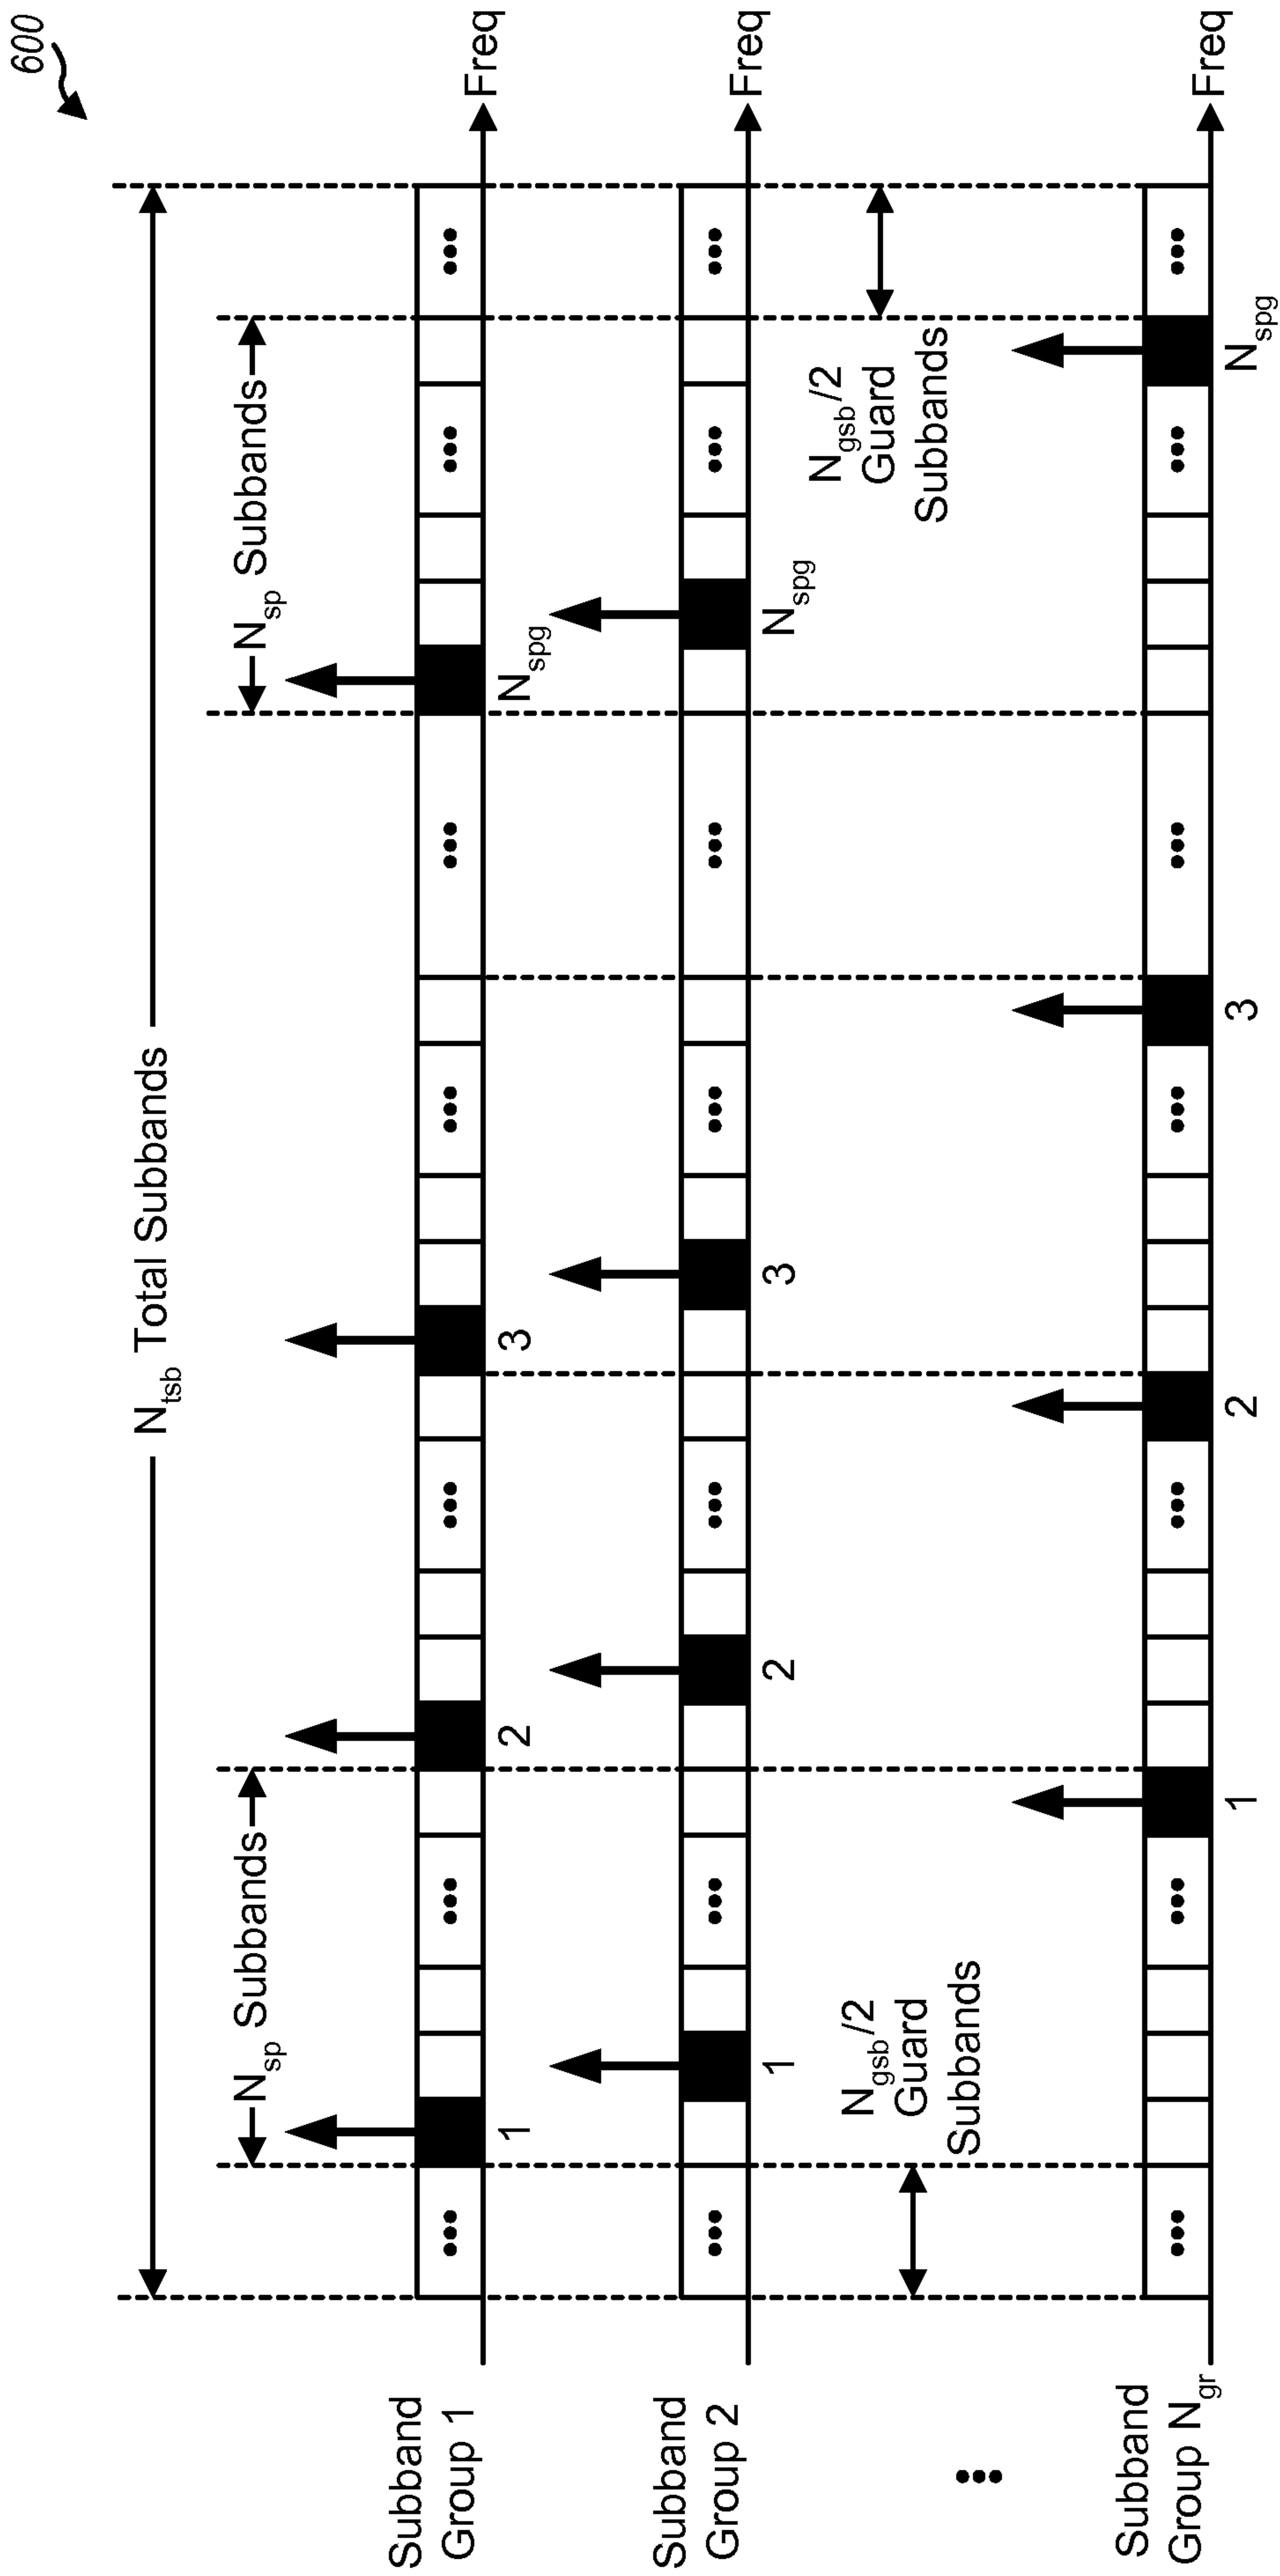 600
N_tsb Total Subbands
N_sp Subbands
N_sp Subbands
Subband
Group 1
1
2
3
N_spg
Freq
Subband
Group 2
1
2
3
N_spg
Freq
N_gsb/2
Guard
Subbands
N_gsb/2
Guard
Subbands
Subband
Group N_gr
1
2
3
N_spg
Freq